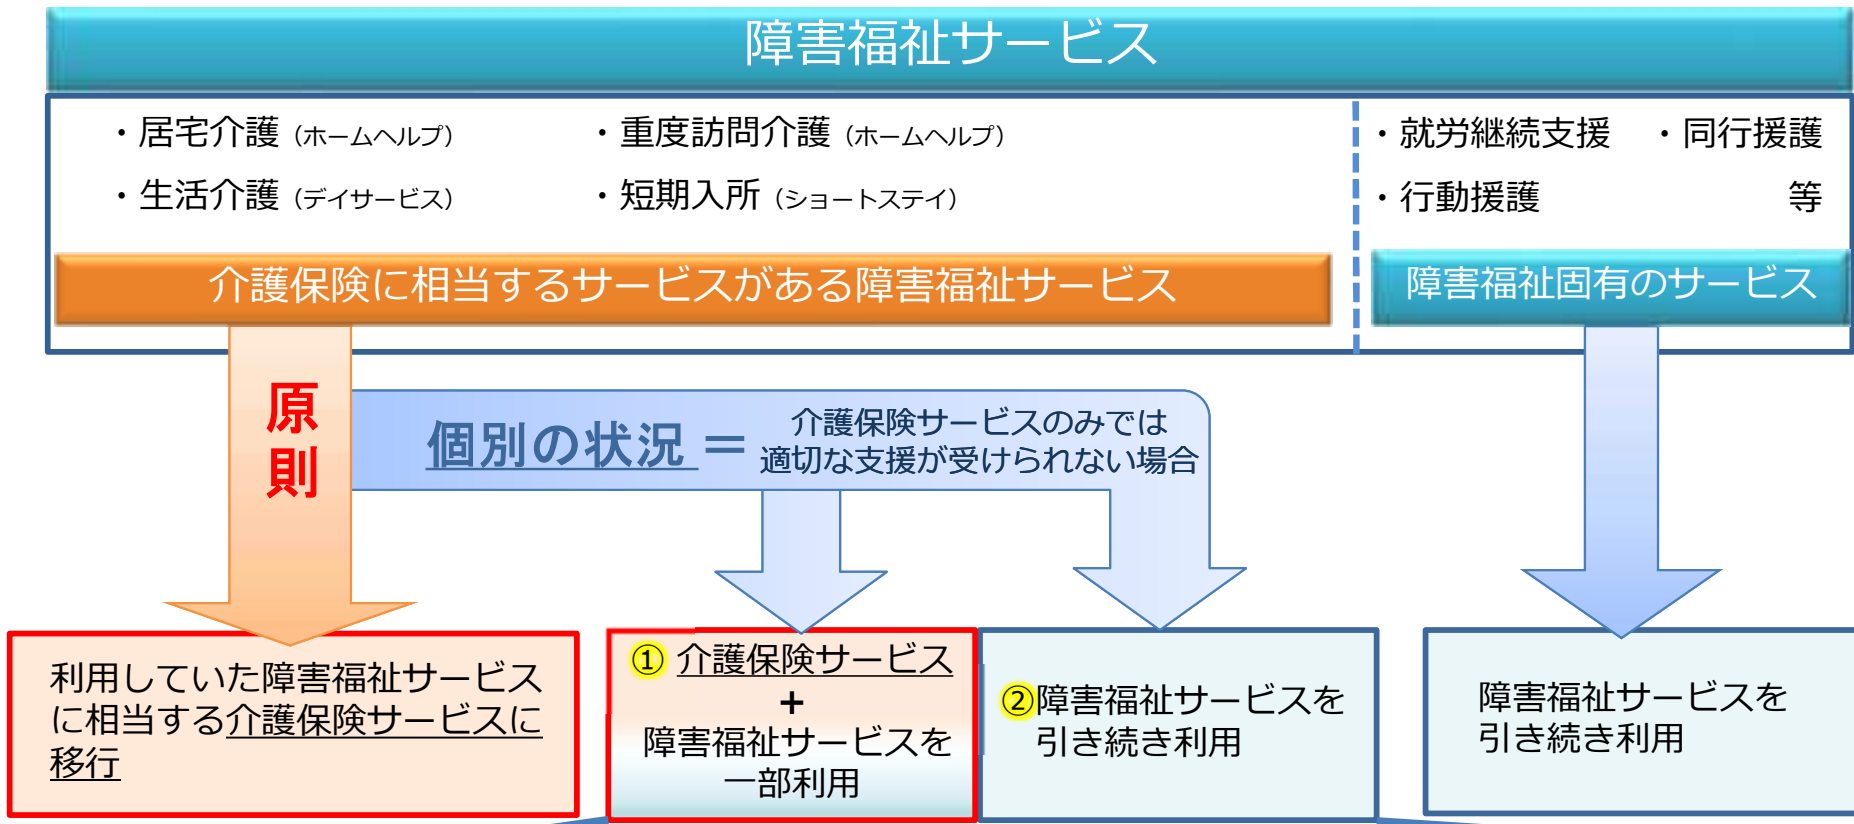 障害福祉サービス
・居宅介護（ホームヘルプ） ・重度訪問介護（ホームヘルプ）
・生活介護（デイサービス） ・短期入所（ショートステイ）
・就労継続支援 ・同行援護
・行動援護 等
介護保険に相当するサービスがある障害福祉サービス
障害福祉固有のサービス
原則
個別の状況＝
介護保険サービスのみでは
適切な支援が受けられない場合
利用していた障害福祉サービス
に相当する介護保険サービスに
移行
① 介護保険サービス
+
障害福祉サービスを
一部利用
②障害福祉サービスを
引き続き利用
障害福祉サービスを
引き続き利用